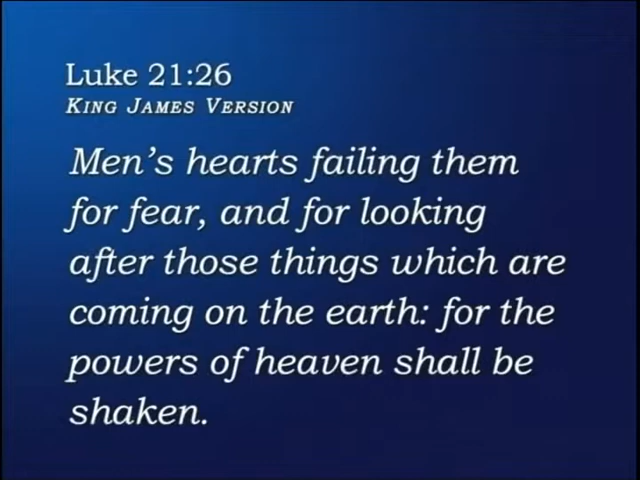 Luke 21:26
KING JAMES VERSION
Men's hearts failing them
for fear, and for looking
after those things which are
coming on the earth: for the
powers of heaven shall be
shaken.